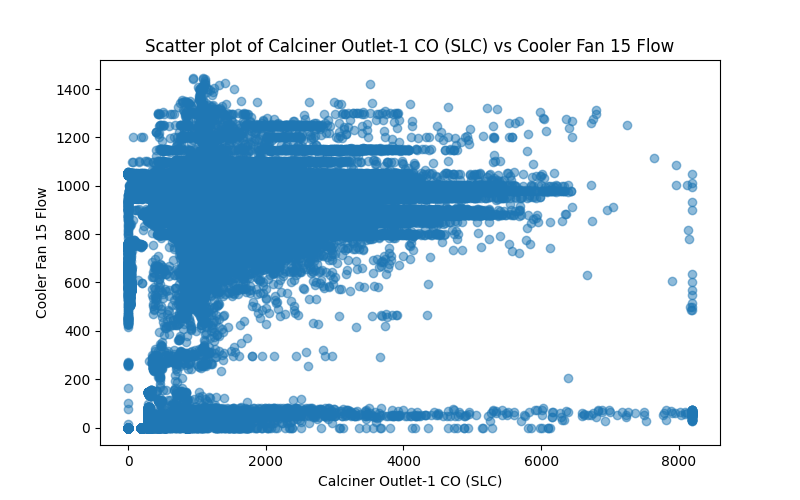 Scatter plot of Calciner Outlet-1 CO (SLC) vs Cooler Fan 15 Flow
1400
1200
1000
800
600
400
200
0
Cooler Fan 15 Flow
0 2000 4000 6000 8000
Calciner Outlet-1 CO (SLC)